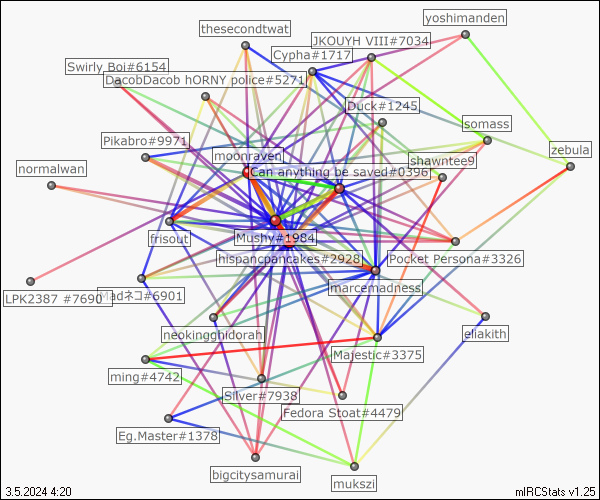 yoshimanden
thesecondtwat
JKOUYH VIII#7034
Cypha#1717
Swirly Boi#6154
DacobDacob hORNY police#5271
Duck#1245
somass
Pikabro#9971
zebula
moonraven
shawntee9
normalwan
Can anything be saved#0396
frisout
Mushy#1984
hispancpancakes#2928
Pocket Persona#3326
marcemadness
LPK2387 #7690
Madネコ#6901
neokingghidorah
eliakith
Majestic#3375
ming#4742
Silver#7938
Fedora Stoat#4479
Eg.Master#1378
bigcitysamurai
mukszi
3.5.2024 4:20
mIRCStats v1.25